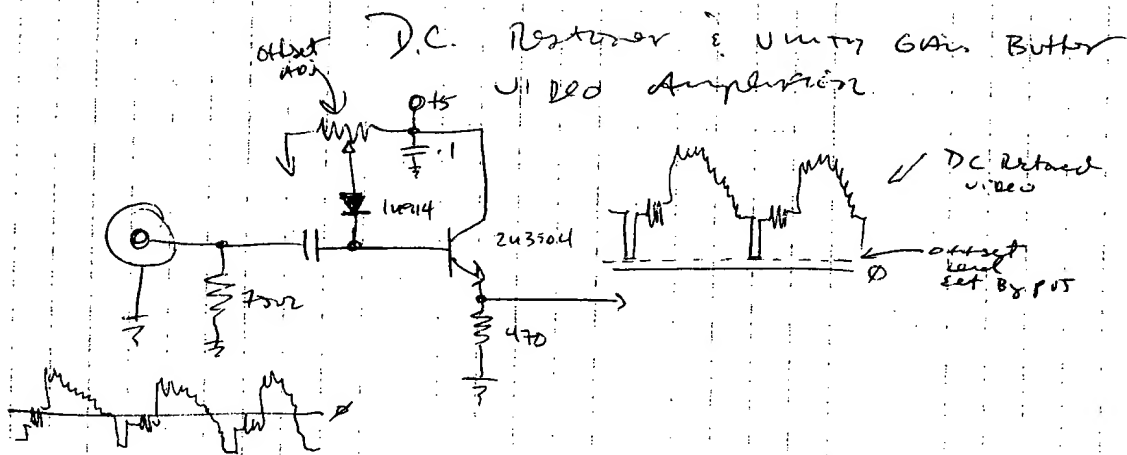 D.C. Restorer & Unity Gain Buffer
Video Amplifier
Offset
ADJ
+5
.1
1N914
2N3904
75Ω
470
DC Restored
video
Offset
level
set By pot
Ø
Ø